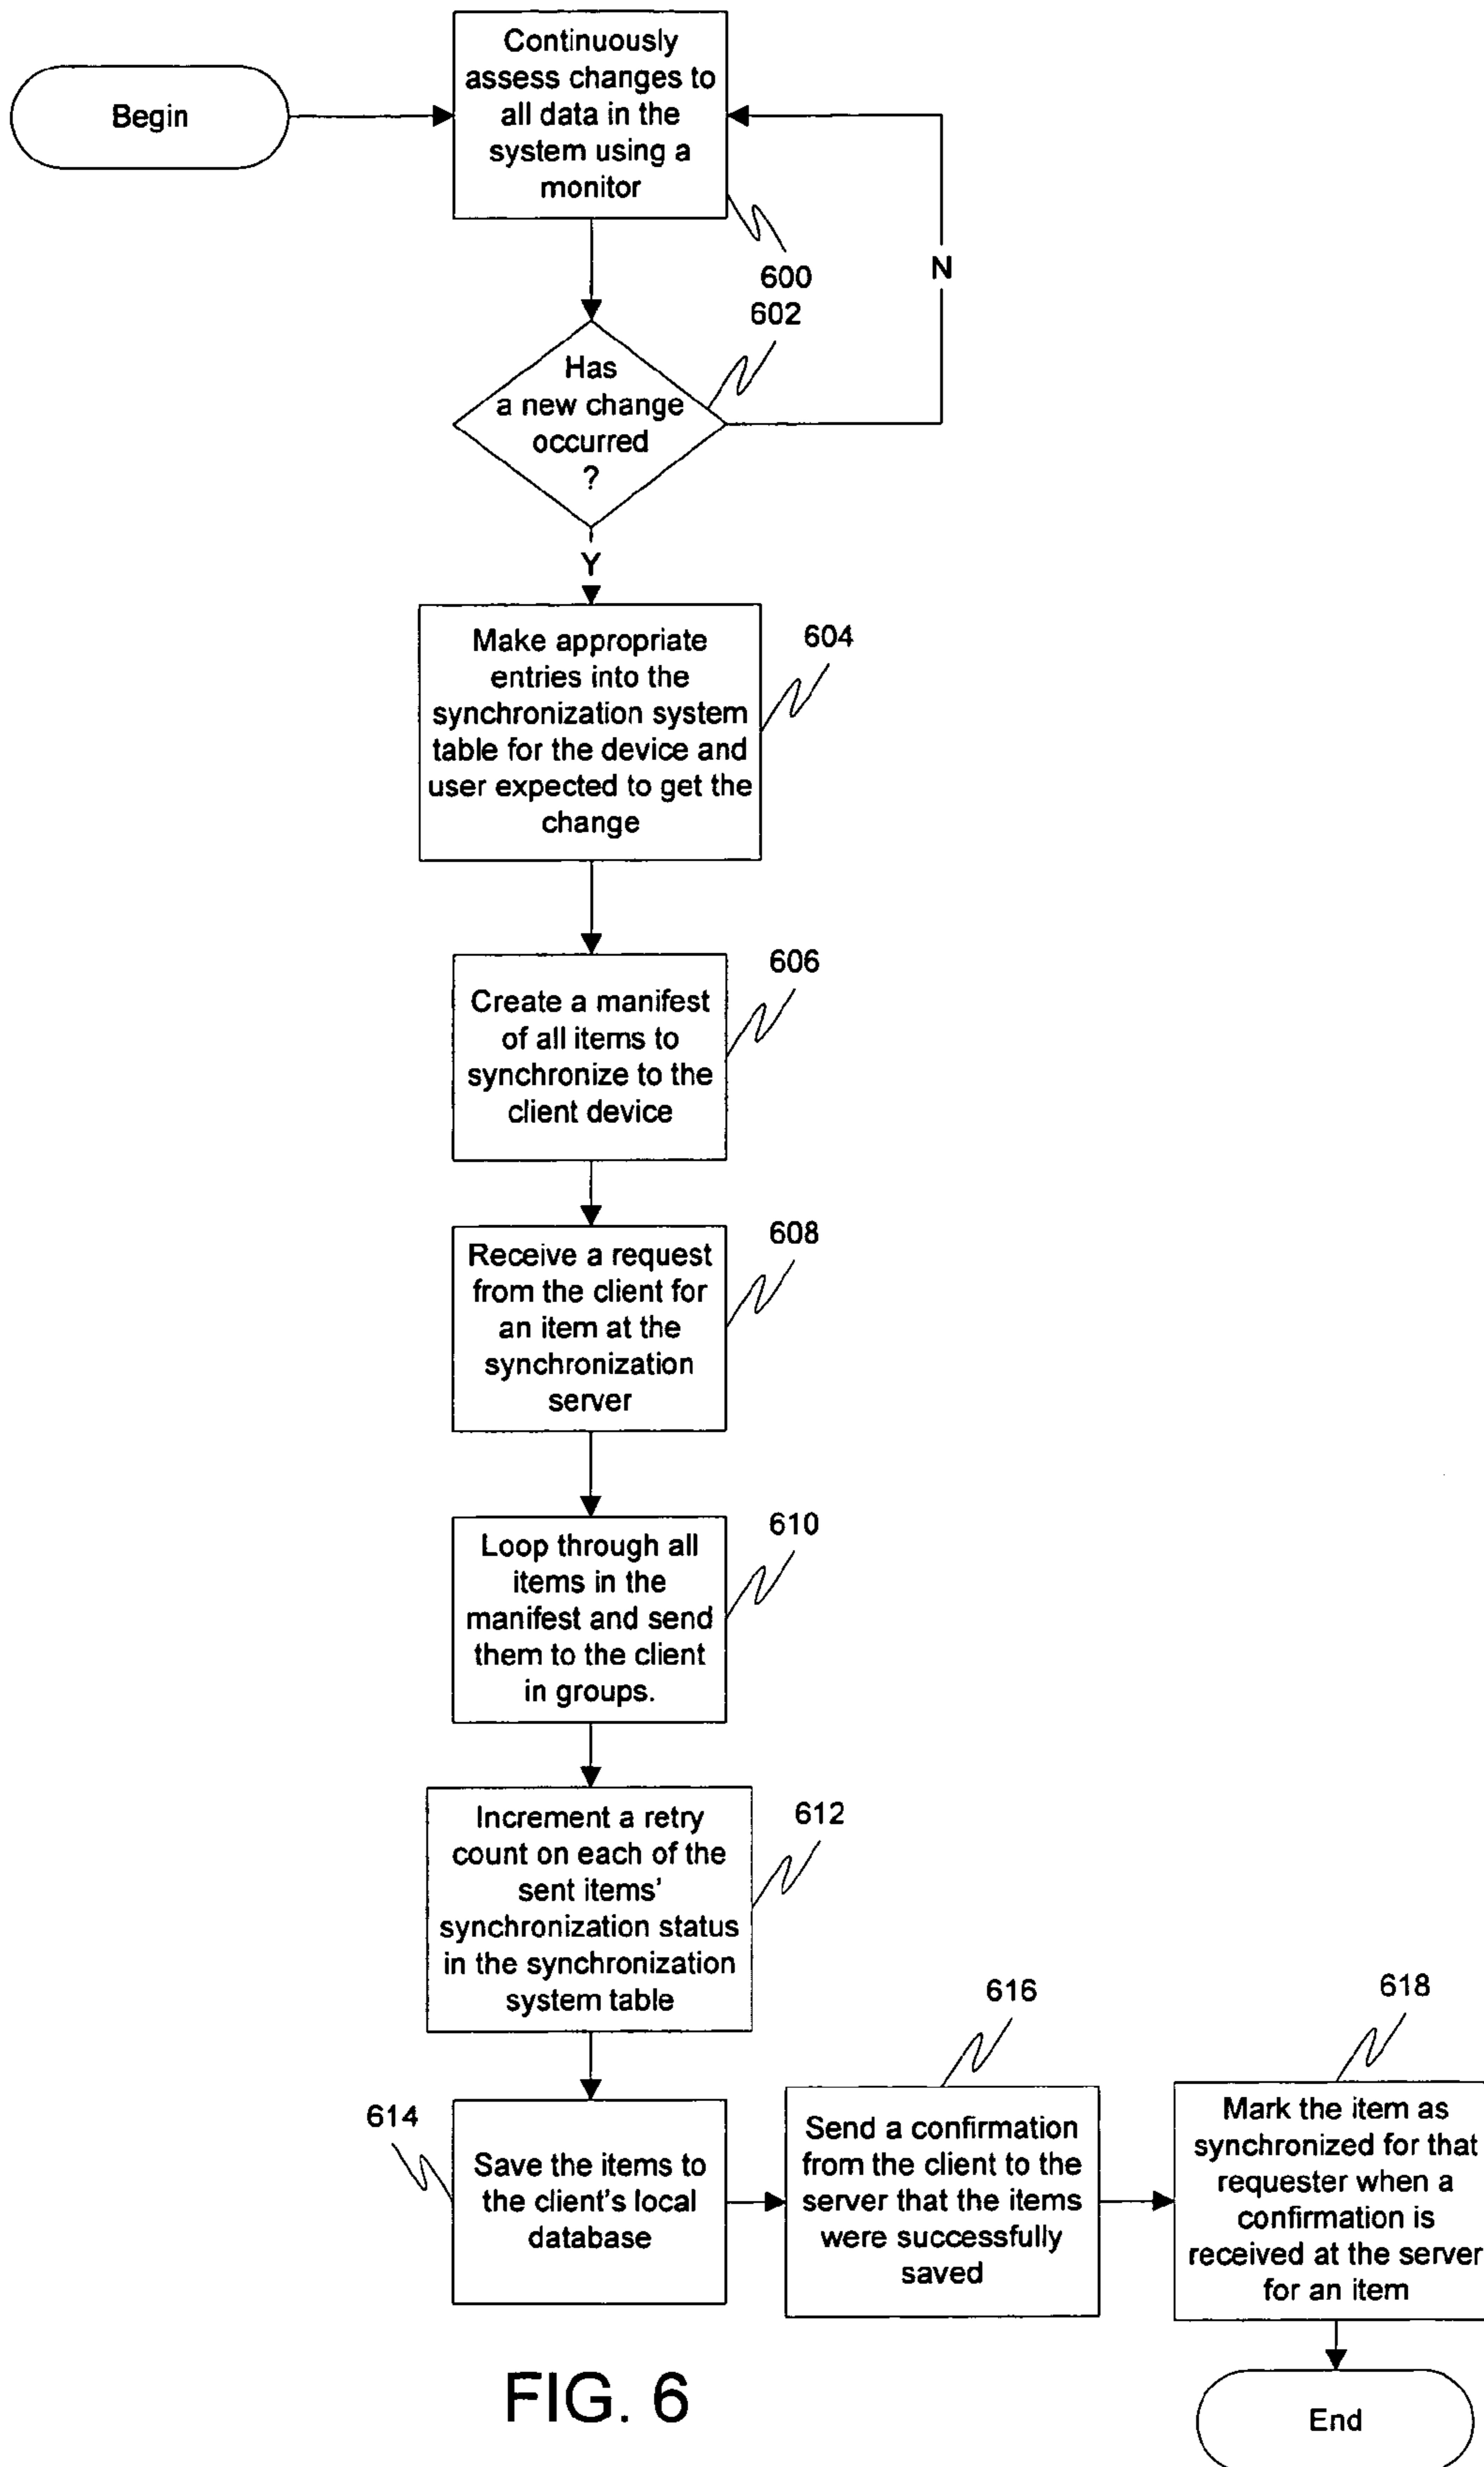 Continuously
assess changes to
all data in the
system using a
monitor
Begin
600
N
602
Has
a new change
occurred
?
Y
Make appropriate
entries into the
synchronization system
table for the device and
user expected to get the
change
604
606
Create a manifest
of all items to
synchronize to the
client device
608
Receive a request
from the client for
an item at the
synchronization
server
610
Loop through all
items in the
manifest and send
them to the client
in groups.
612
Increment a retry
count on each of the
sent items'
synchronization status
in the synchronization
system table
614
Save the items to
the client's local
database
616
Send a confirmation
from the client to the
server that the items
were successfully
saved
618
Mark the item as
synchronized for that
requester when a
confirmation is
received at the server
for an item
End
FIG. 6